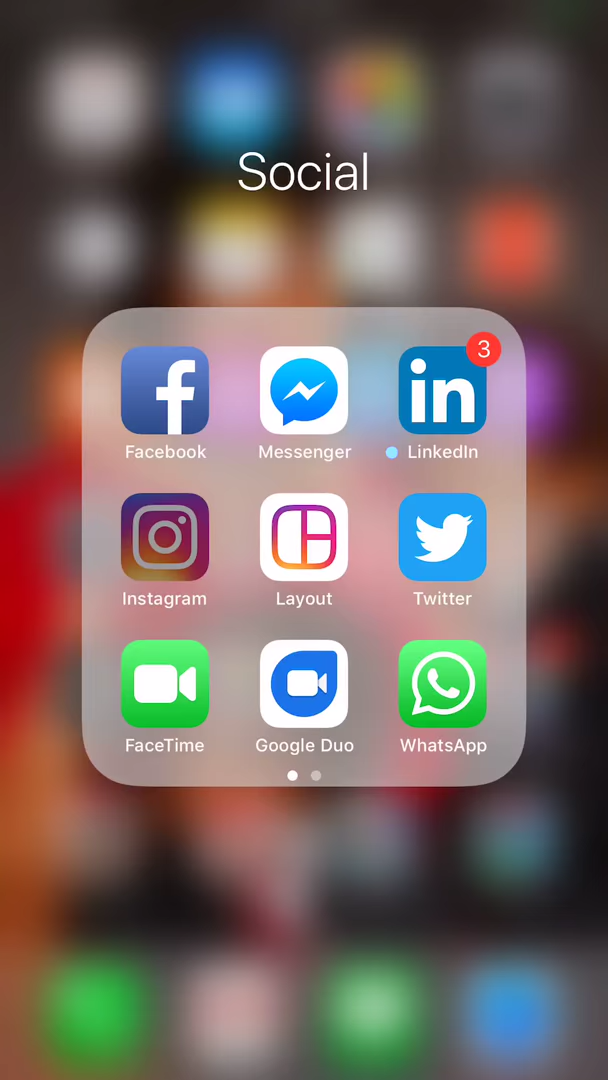 Social
3
Facebook
Messenger
LinkedIn
Instagram
Layout
Twitter
FaceTime
Google Duo
WhatsApp